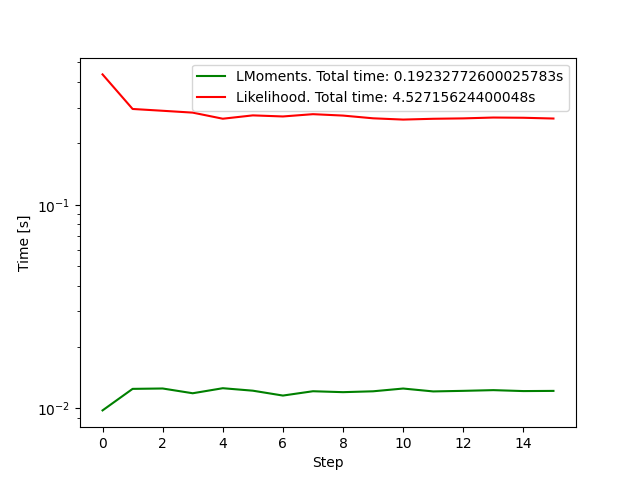 LMoments. Total time: 0.19232772600025783s
Likelihood. Total time: 4.52715624400048s
10⁻¹
10⁻²
Time [s]
0 2 4 6 8 10 12 14
Step